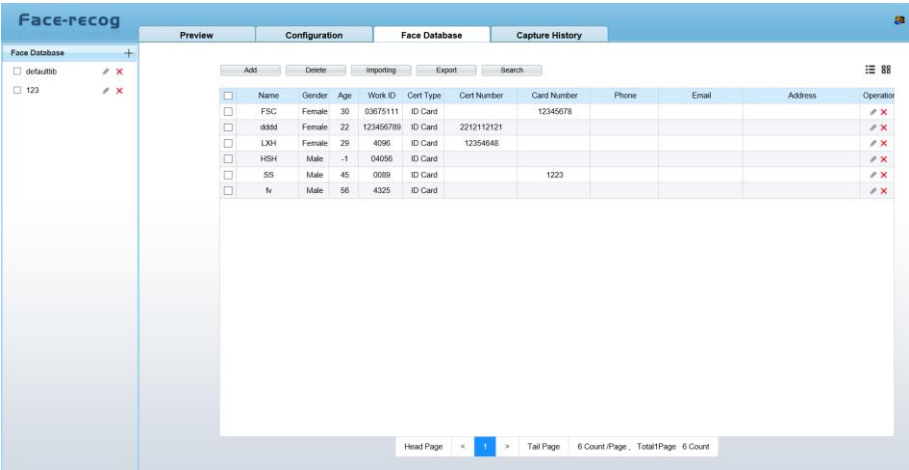 Face-recog
Preview Configuration Face Database Capture History
Face Database
defaultlib
123
Add Delete Importing Export Search
Name Gender Age Work ID Cert Type Cert Number Card Number Phone Email Address Operation
FSC Female 30 03675111 ID Card 12345678
dddd Female 22 123456789 ID Card 2212112121
LXH Female 29 4096 ID Card 12354648
HSH Male -1 04056 ID Card
SS Male 45 0089 ID Card 1223
fv Male 56 4325 ID Card
Head Page < 1 > Tail Page 6 Count /Page , Total1Page 6 Count